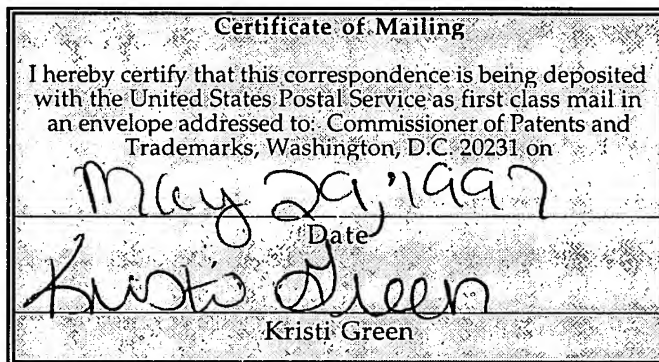 Certificate of Mailing
I hereby certify that this correspondence is being deposited
with the United States Postal Service as first class mail in
an envelope addressed to: Commissioner of Patents and
Trademarks, Washington, D.C. 20231 on
May 29, 1997
Date
Kristi Green
Kristi Green